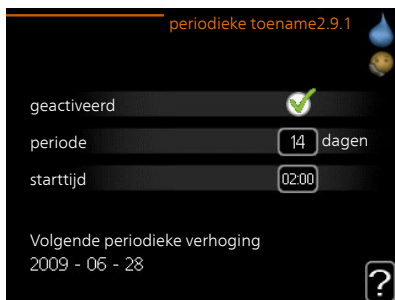 periodieke toename2.9.1
geactiveerd
periode 14 dagen
starttijd 02:00
Volgende periodieke verhoging
2009 - 06 - 28
?